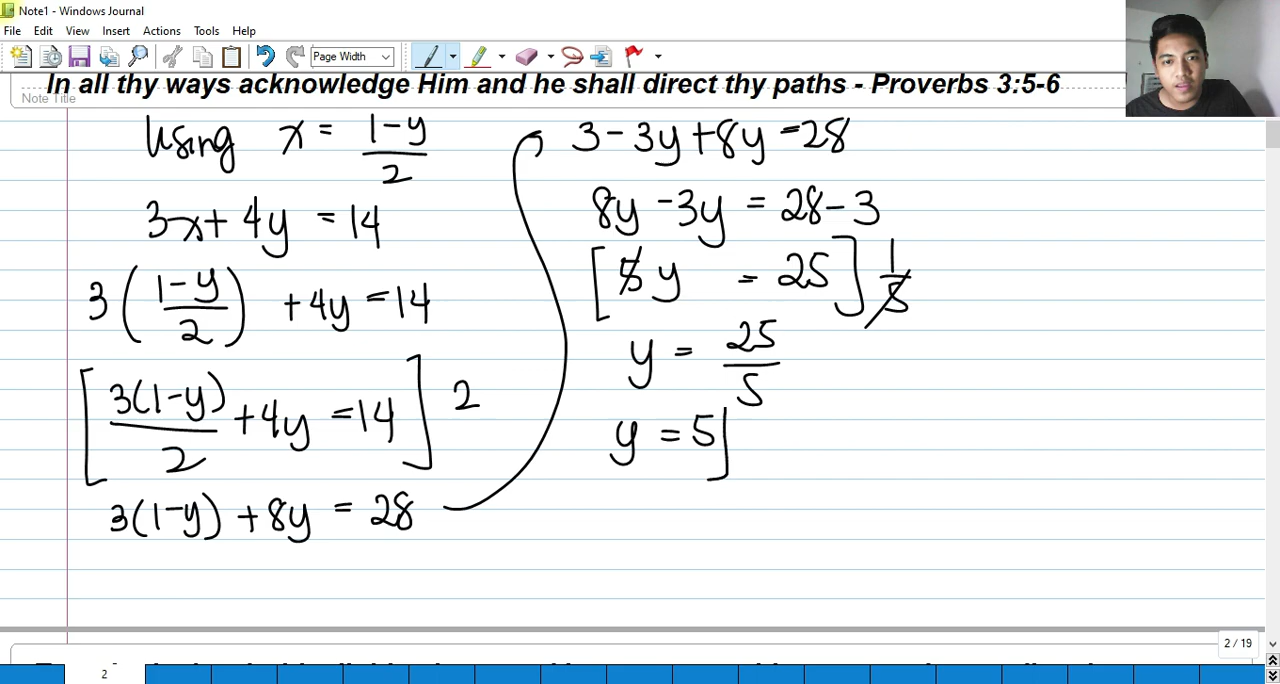 Note1 - Windows Journal
File Edit View Insert Actions Tools Help
Page Width
In all thy ways acknowledge Him and he shall direct thy paths - Proverbs 3:5-6
Note Title
Using x = (1-y)/2
3x + 4y = 14
3((1-y)/2) + 4y = 14
[3(1-y)/2 + 4y = 14] 2
3(1-y) + 8y = 28
3 - 3y + 8y = 28
8y - 3y = 28 - 3
[5y = 25] 1/5
y = 25/5
y = 5]
2 / 19
2